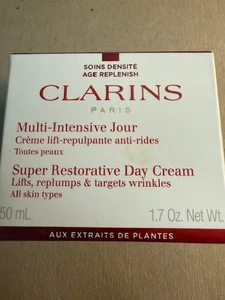 SOINS DENSITÉ
AGE REPLENISH
CLARINS
PARIS
Multi-Intensive Jour
Crème lift-repulpante anti-rides
Toutes peaux
Super Restorative Day Cream
Lifts, replumps & targets wrinkles
All skin types
50 mL 1.7 Oz. Net Wt.
AUX EXTRAITS DE PLANTES